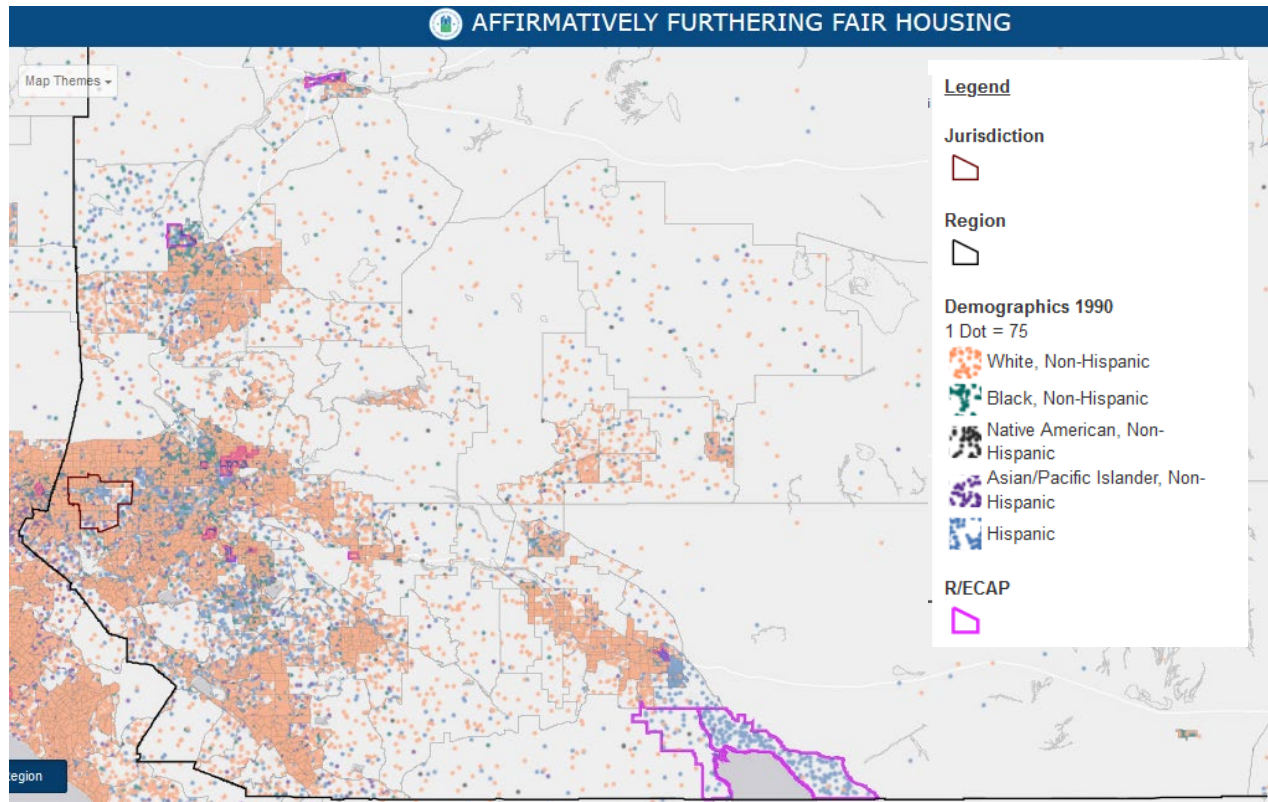 AFFIRMATIVELY FURTHERING FAIR HOUSING
Map Themes
Legend
Jurisdiction
Region
Demographics 1990
1 Dot = 75
White, Non-Hispanic
Black, Non-Hispanic
Native American, Non-
Hispanic
Asian/Pacific Islander, Non-
Hispanic
Hispanic
R/ECAP
egion